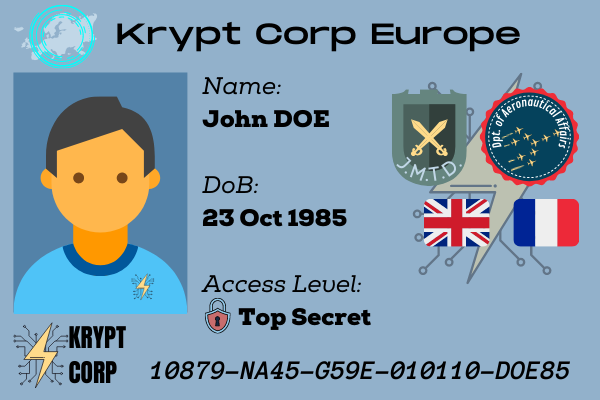 Krypt Corp Europe
Name:
John DOE
J.M.T.D.
Dpt. of Aeronautical Affairs
DoB:
23 Oct 1985
Access Level:
Top Secret
KRYPT
CORP
10879-NA45-G59E-010110-DOE85